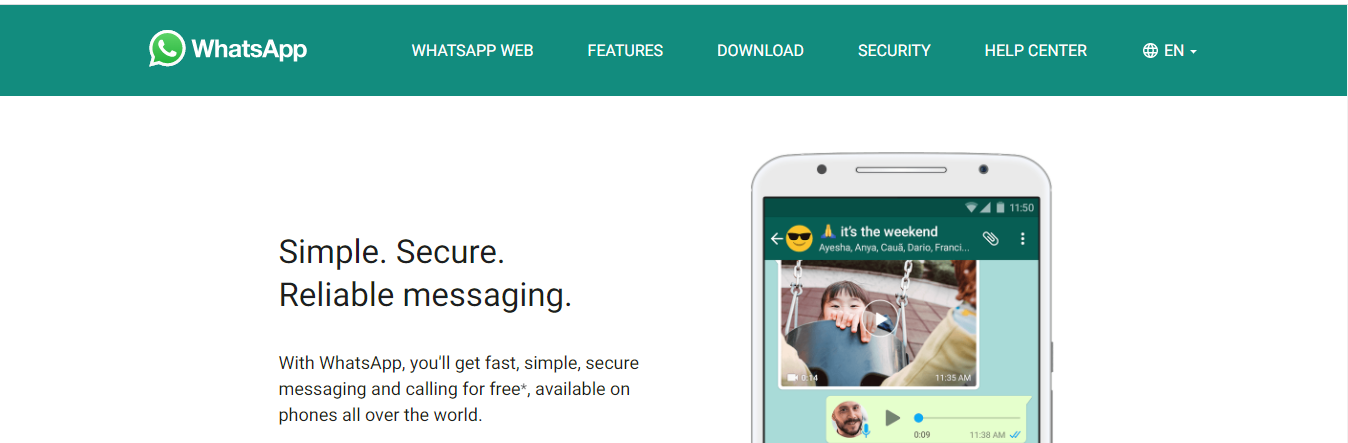 WhatsApp
WHATSAPP WEB
FEATURES
DOWNLOAD
SECURITY
HELP CENTER
EN
Simple. Secure.
Reliable messaging.
With WhatsApp, you'll get fast, simple, secure
messaging and calling for free*, available on
phones all over the world.
11:50
🙏 it's the weekend
Ayesha, Anya, Cauã, Dario, Franci...
0:14
11:35 AM
0:09
11:38 AM